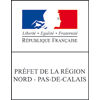 Liberté • Égalité • Fraternité
RÉPUBLIQUE FRANÇAISE
PRÉFET DE LA RÉGION
NORD - PAS-DE-CALAIS